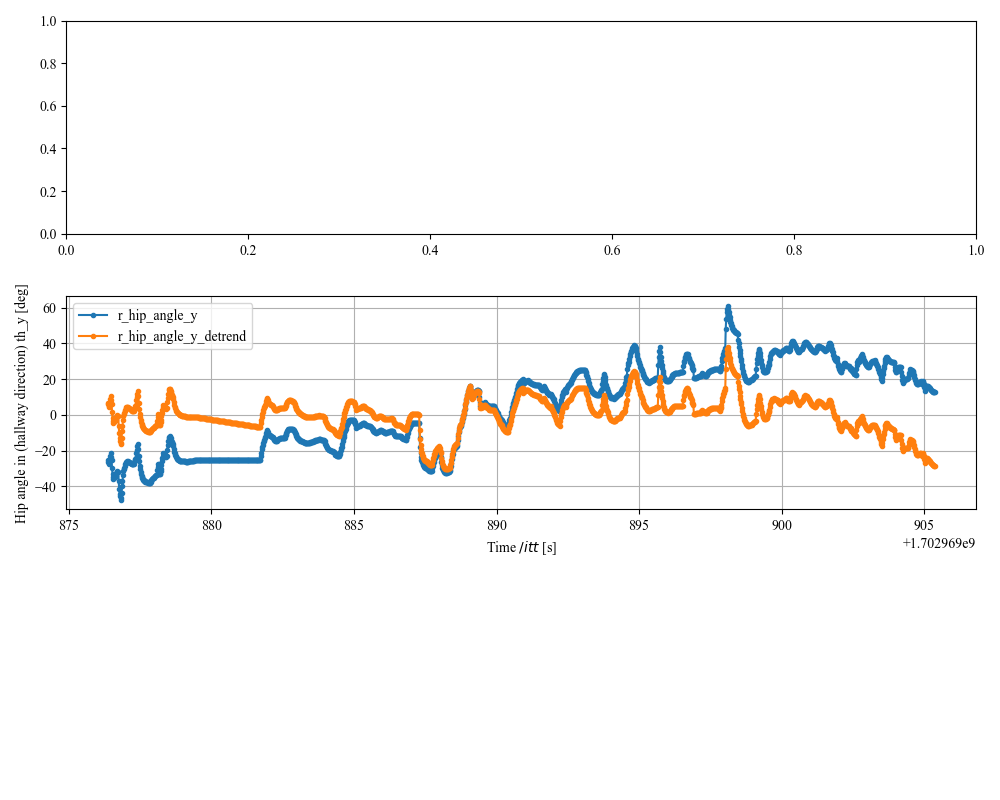 1.0
0.8
0.6
0.4
0.2
0.0
0.0 0.2 0.4 0.6 0.8 1.0
Hip angle in (hallway direction) th_y [deg]
60
40
20
0
−20
−40
r_hip_angle_y
r_hip_angle_y_detrend
875 880 885 890 895 900 905
+1.702969e9
Time /itt [s]